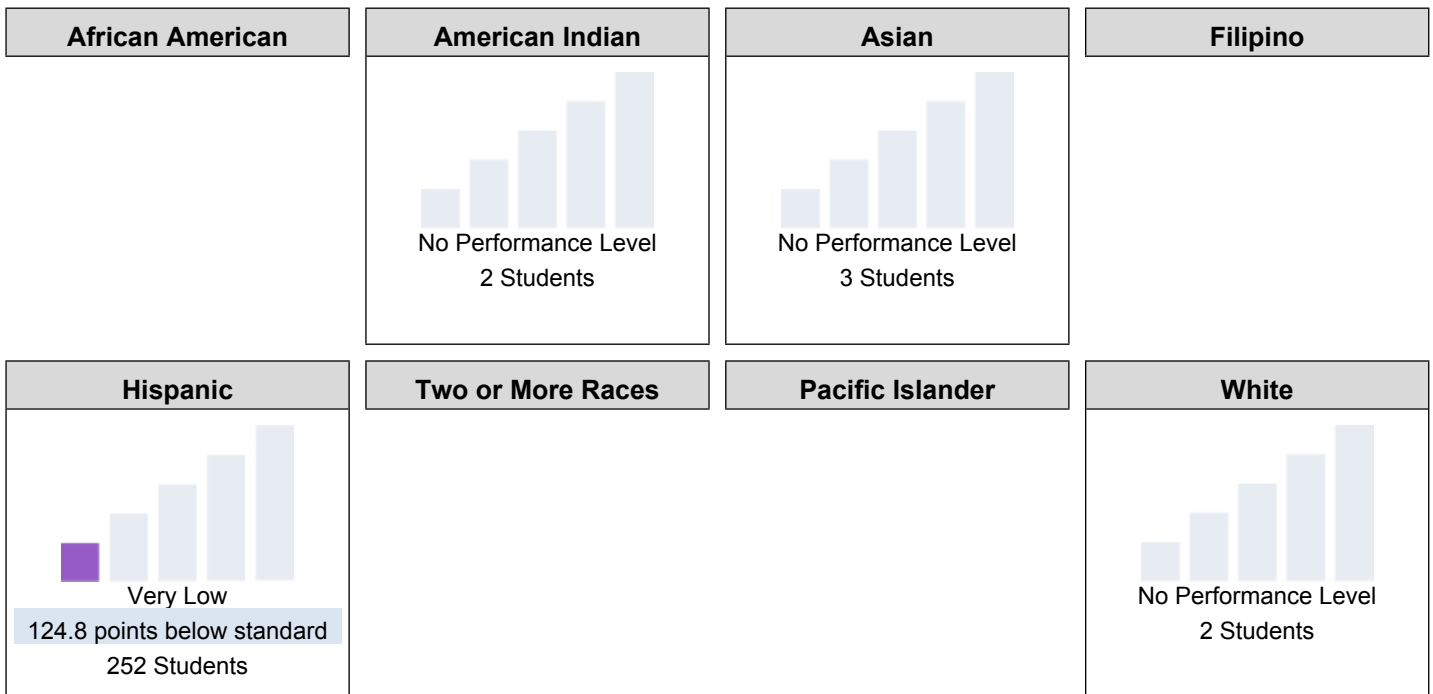 African American
American Indian
Asian
Filipino
No Performance Level
2 Students
No Performance Level
3 Students
Hispanic
Two or More Races
Pacific Islander
White
Very Low
124.8 points below standard
252 Students
No Performance Level
2 Students